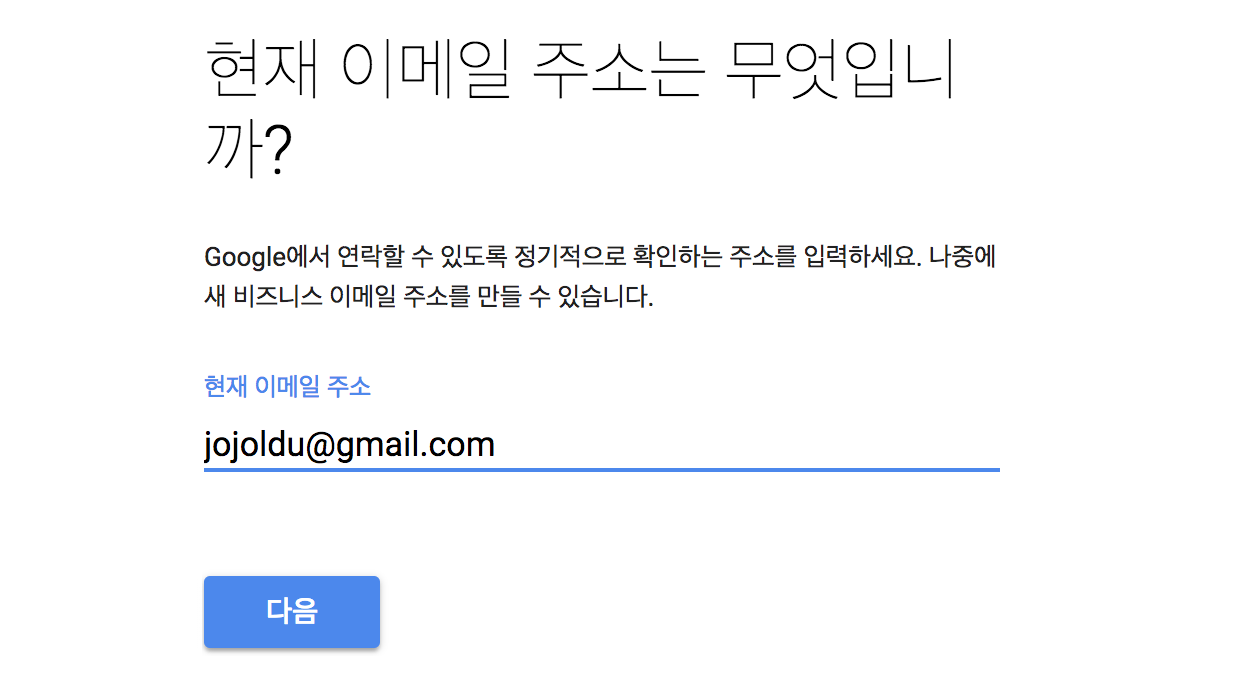 현재 이메일 주소는 무엇입니
까?
Google에서 연락할 수 있도록 정기적으로 확인하는 주소를 입력하세요. 나중에
새 비즈니스 이메일 주소를 만들 수 있습니다.
현재 이메일 주소
jojoldu@gmail.com
다음